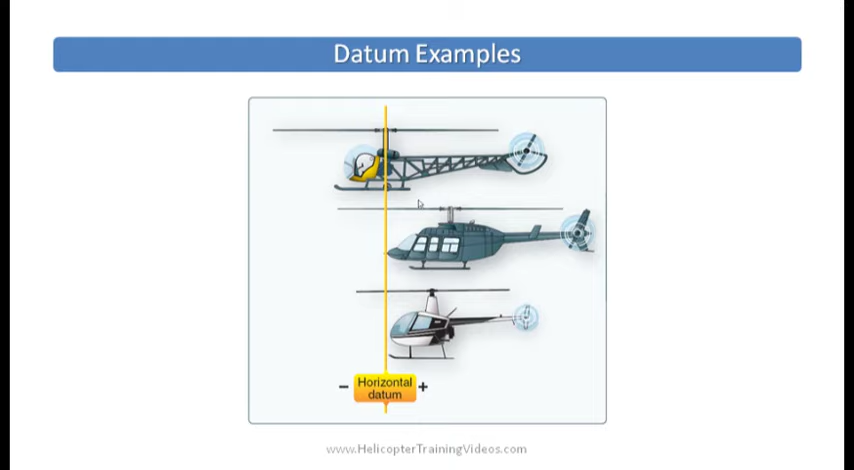 Datum Examples
− Horizontal +
datum
www.HelicopterTrainingVideos.com